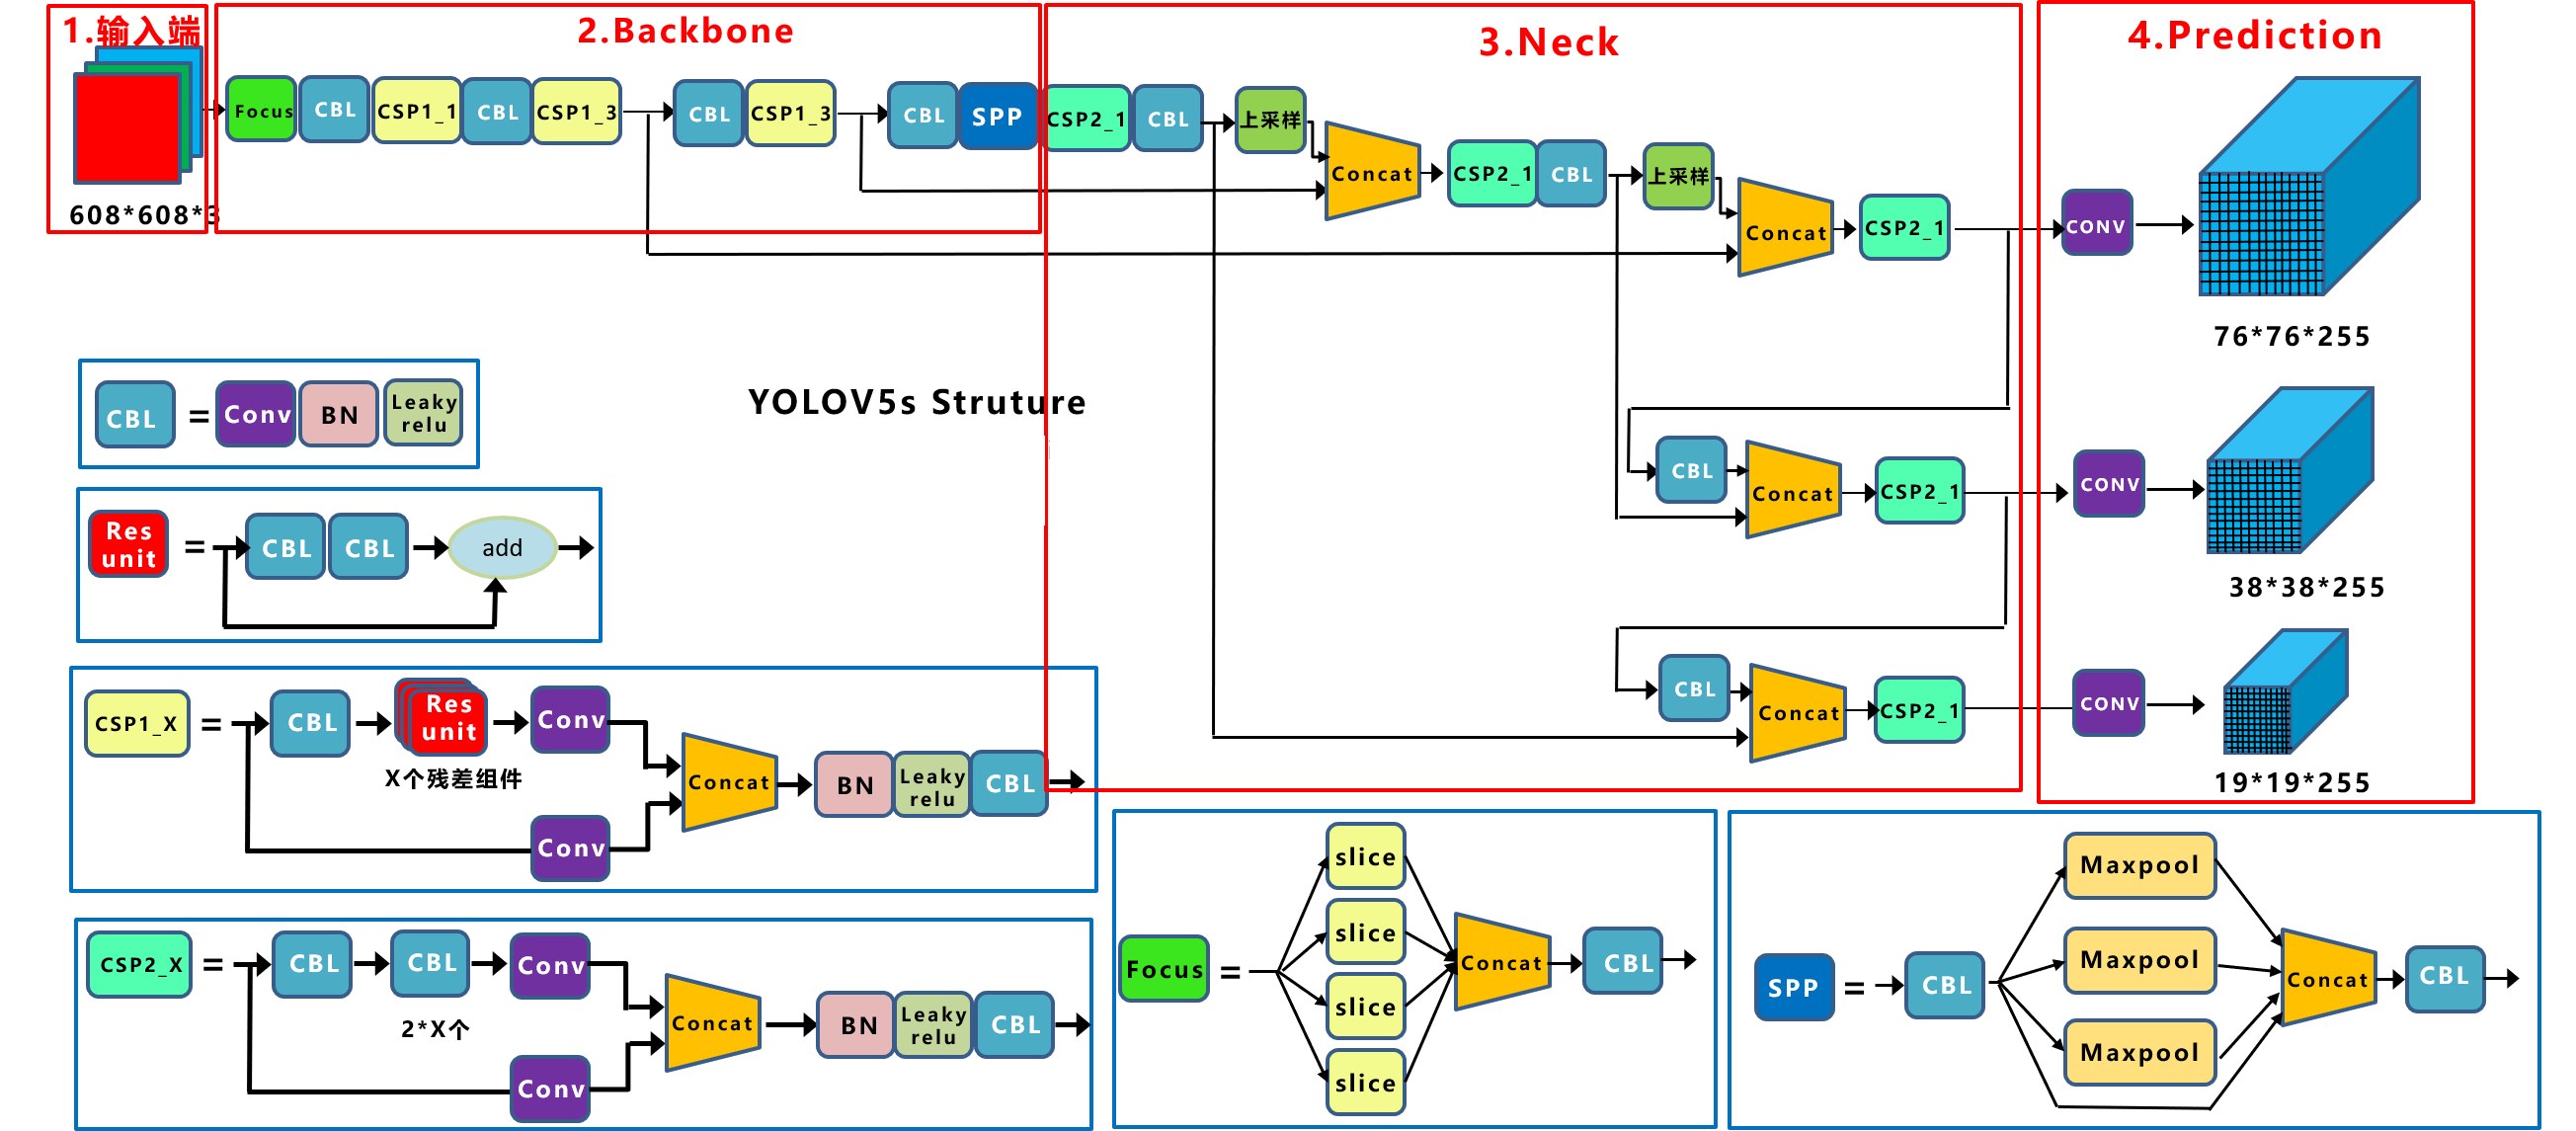 1.输入端
2.Backbone
3.Neck
4.Prediction
Focus
CBL
CSP1_1
CBL
CSP1_3
CBL
CSP1_3
CBL
SPP
CSP2_1
CBL
上采样
Concat
CSP2_1
CBL
上采样
Concat
CSP2_1
CONV
608*608*3
76*76*255
YOLOV5s Struture
CBL
=
Conv
BN
Leaky
relu
CBL
Concat
CSP2_1
CONV
38*38*255
Res
unit
=
CBL
CBL
add
CBL
Concat
CSP2_1
CONV
19*19*255
CSP1_X
=
CBL
Res
unit
Conv
X个残差组件
Conv
Concat
BN
Leaky
relu
CBL
CSP2_X
=
CBL
CBL
Conv
2*X个
Conv
Concat
BN
Leaky
relu
CBL
Focus
=
slice
slice
slice
slice
Concat
CBL
SPP
=
CBL
Maxpool
Maxpool
Maxpool
Concat
CBL